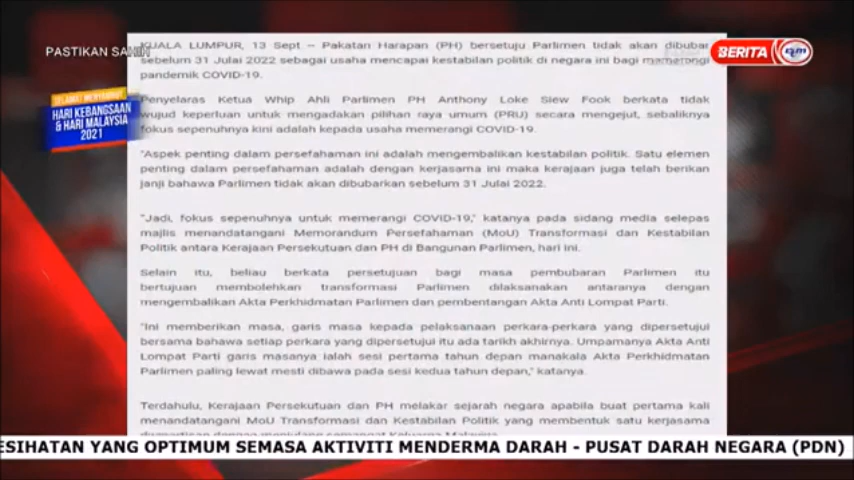 PASTIKAN SAHIH
BERITA RTM
SELAMAT MENYAMBUT
HARI KEBANGSAAN
& HARI MALAYSIA
2021
KUALA LUMPUR, 13 Sept -- Pakatan Harapan (PH) bersetuju Parlimen tidak akan dibubar
sebelum 31 Julai 2022 sebagai usaha mencapai kestabilan politik di negara ini bagi memerangi
pandemik COVID-19.
Penyelaras Ketua Whip Ahli Parlimen PH Anthony Loke Siew Fook berkata tidak
wujud keperluan untuk mengadakan pilihan raya umum (PRU) secara mengejut, sebaliknya
fokus sepenuhnya kini adalah kepada usaha memerangi COVID-19.
"Aspek penting dalam persefahaman ini adalah mengembalikan kestabilan politik. Satu elemen
penting dalam persefahaman adalah dengan kerjasama ini maka kerajaan juga telah berikan
janji bahawa Parlimen tidak akan dibubarkan sebelum 31 Julai 2022.
"Jadi, fokus sepenuhnya untuk memerangi COVID-19," katanya pada sidang media selepas
majlis menandatangani Memorandum Persefahaman (MoU) Transformasi dan Kestabilan
Politik antara Kerajaan Persekutuan dan PH di Bangunan Parlimen, hari ini.
Selain itu, beliau berkata persetujuan bagi masa pembubaran Parlimen itu
bertujuan membolehkan transformasi Parlimen dilaksanakan antaranya dengan
mengembalikan Akta Perkhidmatan Parlimen dan pembentangan Akta Anti Lompat Parti.
"Ini memberikan masa, garis masa kepada pelaksanaan perkara-perkara yang dipersetujui
bersama bahawa setiap perkara yang dipersetujui itu ada tarikh akhirnya. Umpamanya Akta Anti
Lompat Parti garis masanya ialah sesi pertama tahun depan manakala Akta Perkhidmatan
Parlimen paling lewat mesti dibawa pada sesi kedua tahun depan," katanya.
Terdahulu, Kerajaan Persekutuan dan PH melakar sejarah negara apabila buat pertama kali
menandatangani MoU Transformasi dan Kestabilan Politik yang membentuk satu kerjasama
ESIHATAN YANG OPTIMUM SEMASA AKTIVITI MENDERMA DARAH - PUSAT DARAH NEGARA (PDN)